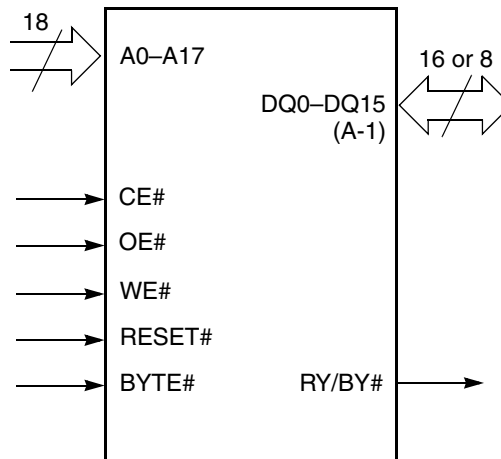 18
16 or 8
A0–A17
DQ0–DQ15
(A-1)
CE#
OE#
WE#
RESET#
BYTE#
RY/BY#